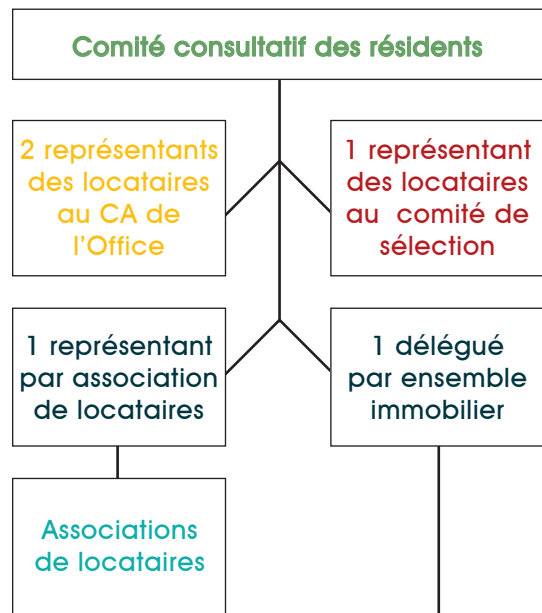 Comité consultatif des résidents
2 représentants
des locataires
au CA de
l'Office
1 représentant
des locataires
au comité de
sélection
1 représentant
par association
de locataires
1 délégué
par ensemble
immobilier
Associations
de locataires